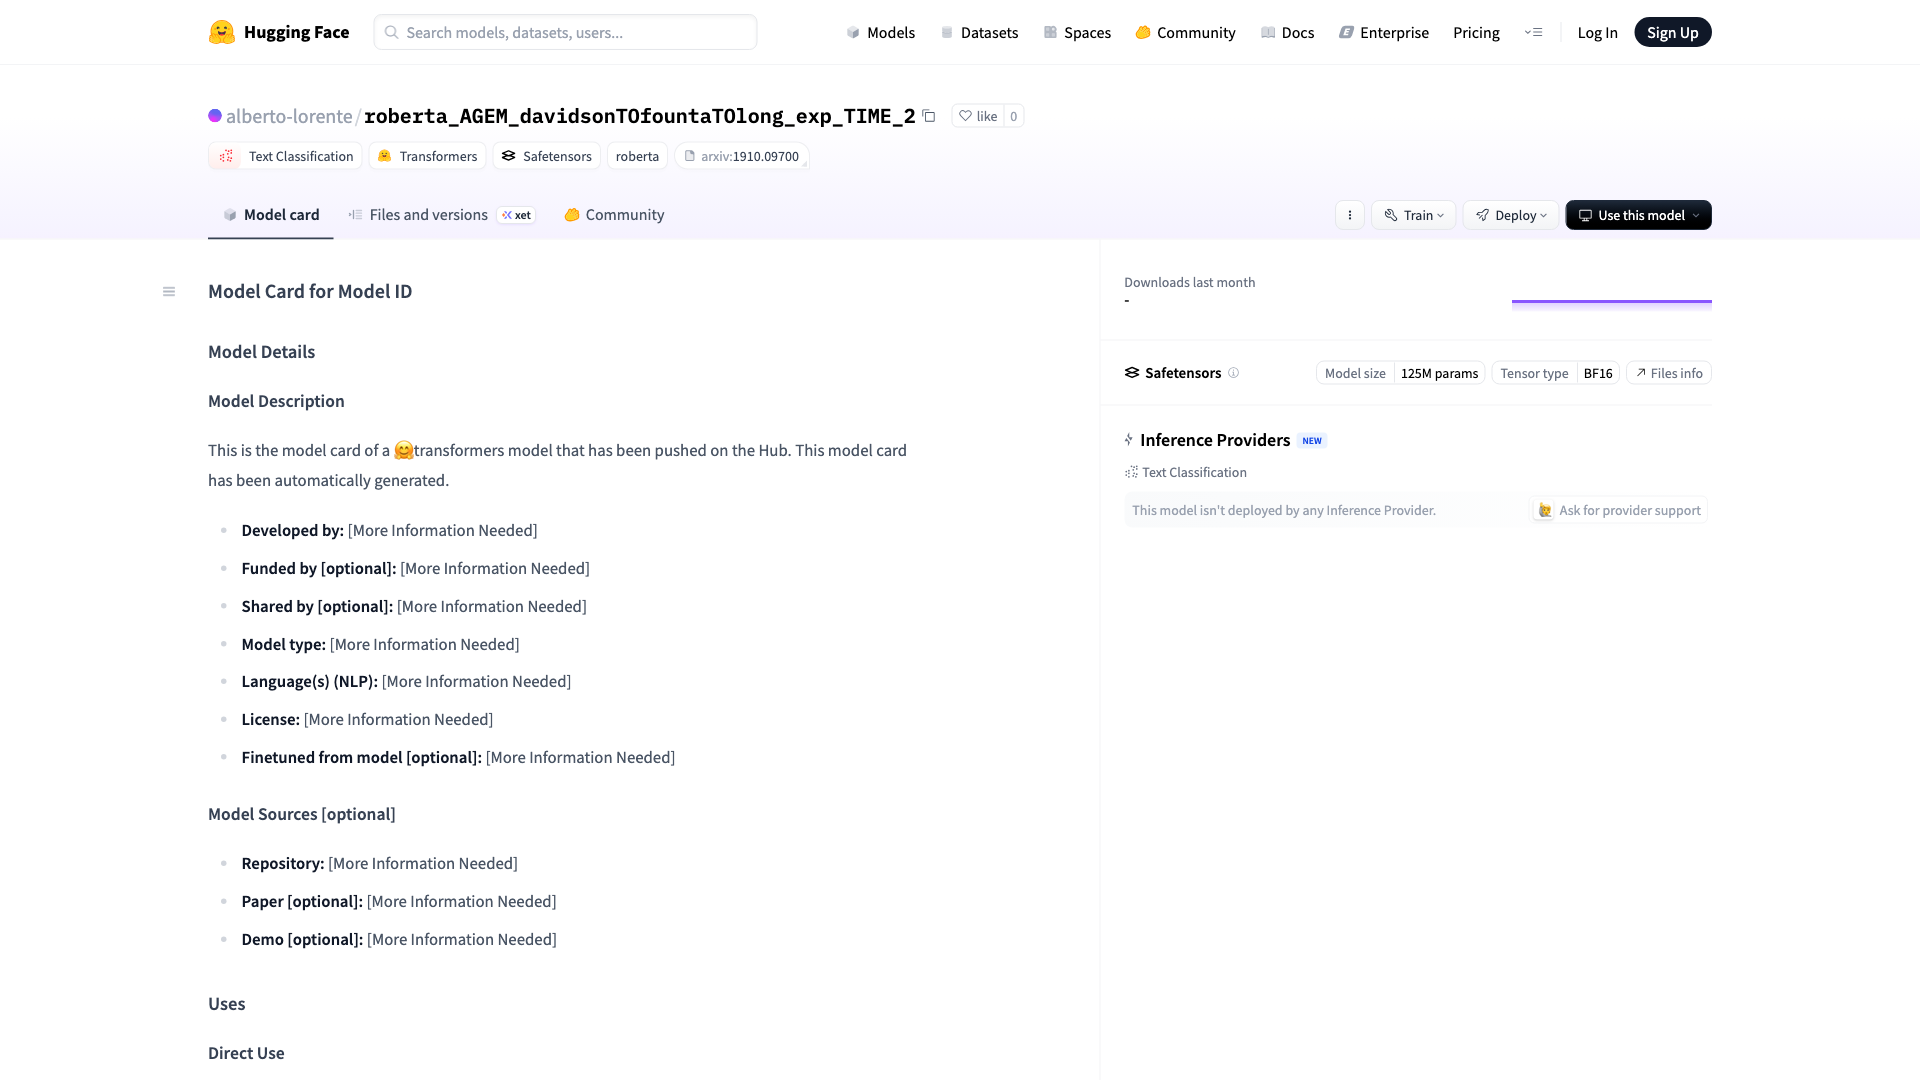 Hugging Face
Search models, datasets, users...
Models
Datasets
Spaces
Community
Docs
Enterprise
Pricing
Log In
Sign Up
alberto-lorente/roberta_AGEM_davidsonTOfountaTOlong_exp_TIME_2
like 0
Text Classification
Transformers
Safetensors
roberta
arxiv:1910.09700
Model card
Files and versions
xet
Community
Train
Deploy
Use this model
Model Card for Model ID
Model Details
Model Description
This is the model card of a 🤗transformers model that has been pushed on the Hub. This model card
has been automatically generated.
Developed by: [More Information Needed]
Funded by [optional]: [More Information Needed]
Shared by [optional]: [More Information Needed]
Model type: [More Information Needed]
Language(s) (NLP): [More Information Needed]
License: [More Information Needed]
Finetuned from model [optional]: [More Information Needed]
Model Sources [optional]
Repository: [More Information Needed]
Paper [optional]: [More Information Needed]
Demo [optional]: [More Information Needed]
Uses
Direct Use
Downloads last month
-
Safetensors
Model size 125M params
Tensor type BF16
Files info
Inference Providers NEW
Text Classification
This model isn't deployed by any Inference Provider.
Ask for provider support